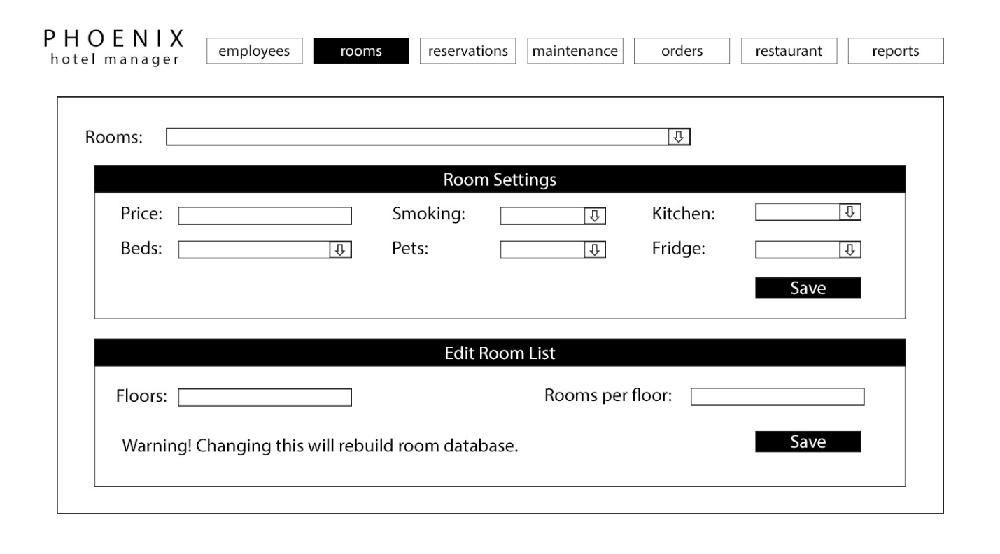 PHOENIX
hotel manager
employees
rooms
reservations
maintenance
orders
restaurant
reports
Rooms:
Room Settings
Price:
Smoking:
Kitchen:
Beds:
Pets:
Fridge:
Save
Edit Room List
Floors:
Rooms per floor:
Warning! Changing this will rebuild room database.
Save